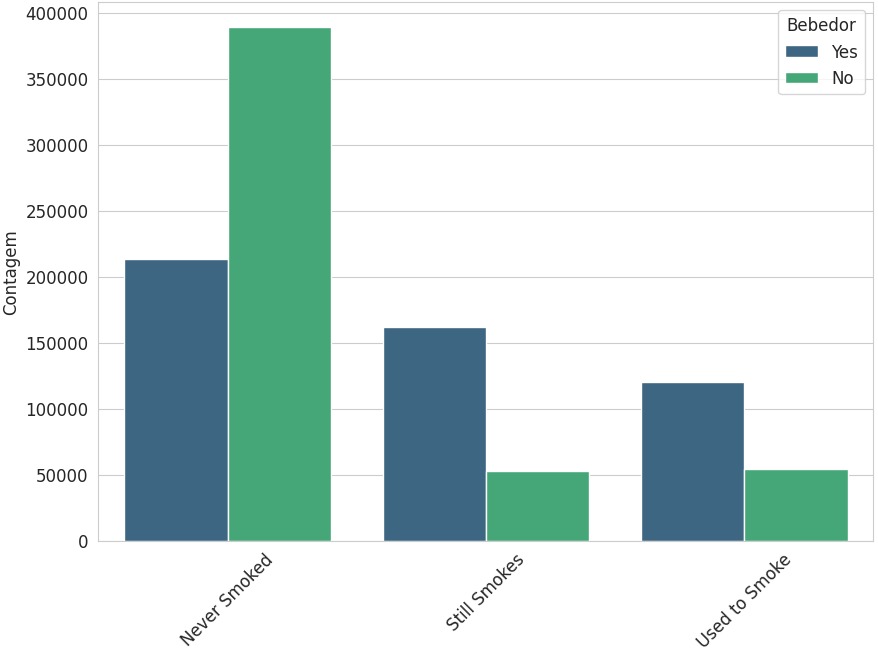 400000
350000
300000
250000
200000
150000
100000
50000
0
Contagem
Bebedor
Yes
No
Never Smoked
Still Smokes
Used to Smoke